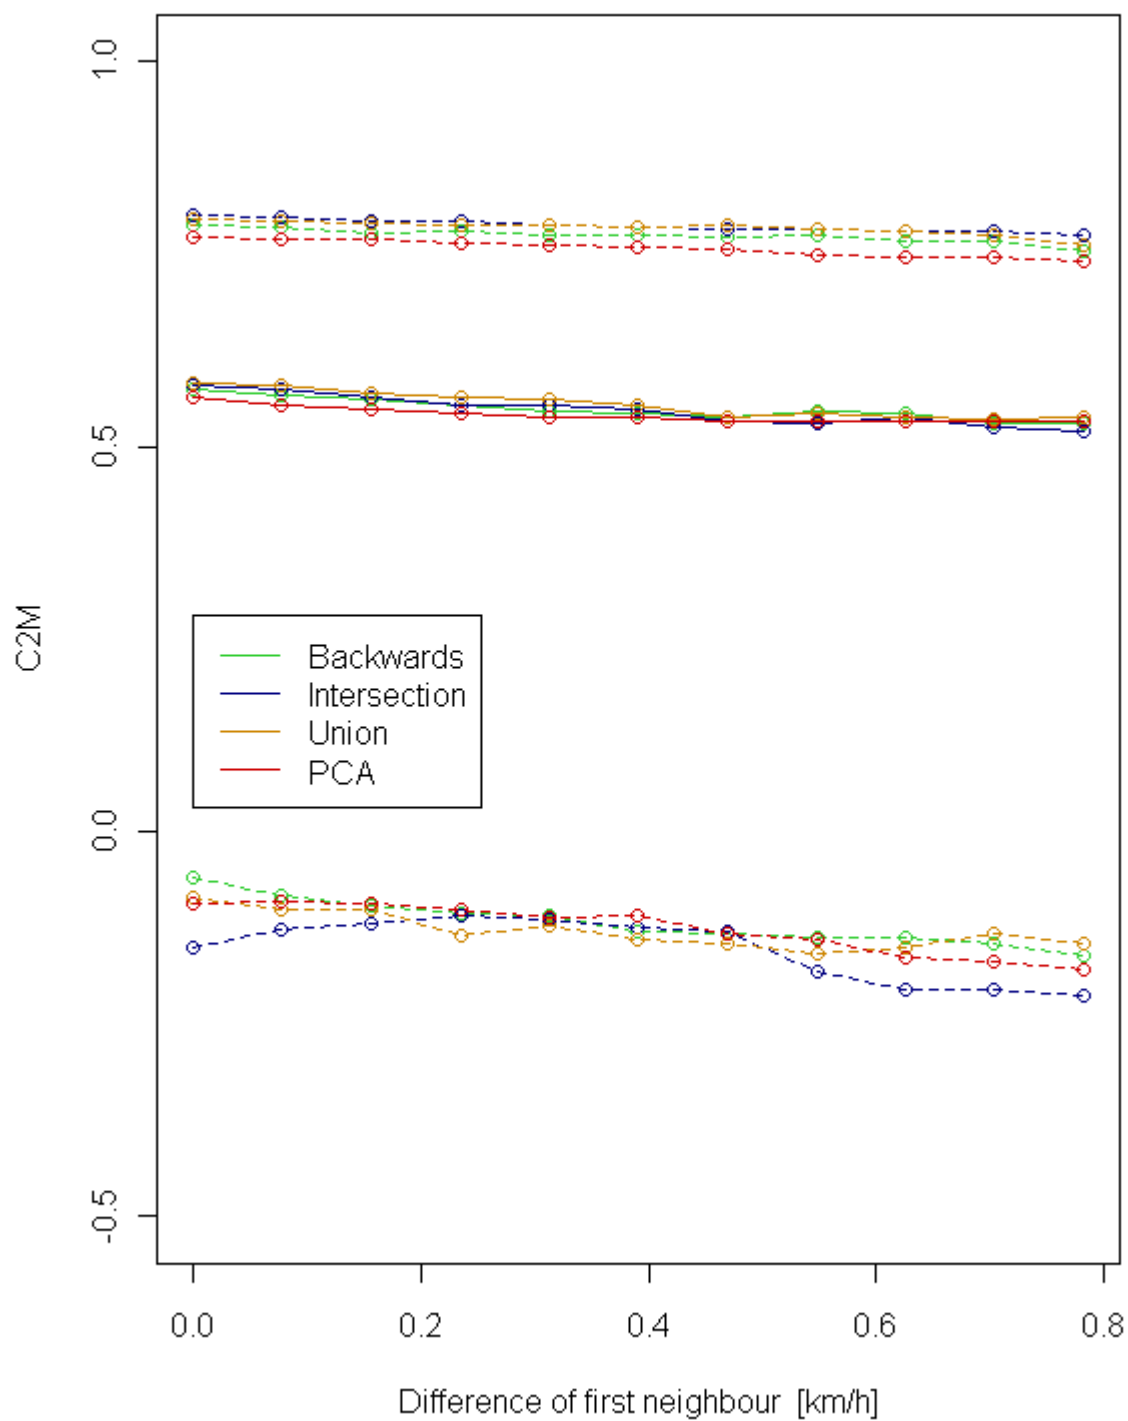 1.0
0.5
0.0
-0.5
C2M
Backwards
Intersection
Union
PCA
0.0 0.2 0.4 0.6 0.8
Difference of first neighbour [km/h]